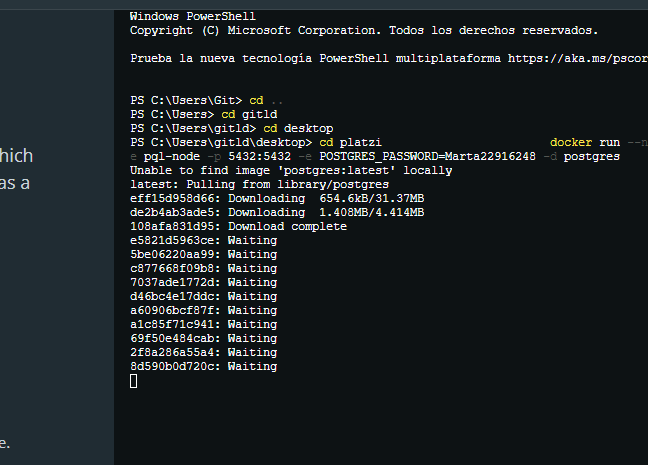 Windows PowerShell
Copyright (C) Microsoft Corporation. Todos los derechos reservados.
Prueba la nueva tecnología PowerShell multiplataforma https://aka.ms/pscor
PS C:\Users\Git> cd ..
PS C:\Users> cd gitld
PS C:\Users\gitld> cd desktop
PS C:\Users\gitld\desktop> cd platzi docker run --n
e pql-node -p 5432:5432 -e POSTGRES_PASSWORD=Marta22916248 -d postgres
Unable to find image 'postgres:latest' locally
latest: Pulling from library/postgres
eff15d958d66: Downloading 654.6kB/31.37MB
de2b4ab3ade5: Downloading 1.408MB/4.414MB
108afa831d95: Download complete
e5821d5963ce: Waiting
5be06220aa99: Waiting
c877668f09b8: Waiting
7037ade1772d: Waiting
d46bc4e17ddc: Waiting
a60906bcf87f: Waiting
a1c85f71c941: Waiting
69f50e484cab: Waiting
2f8a286a55a4: Waiting
8d590b0d720c: Waiting
hich
as a
e.